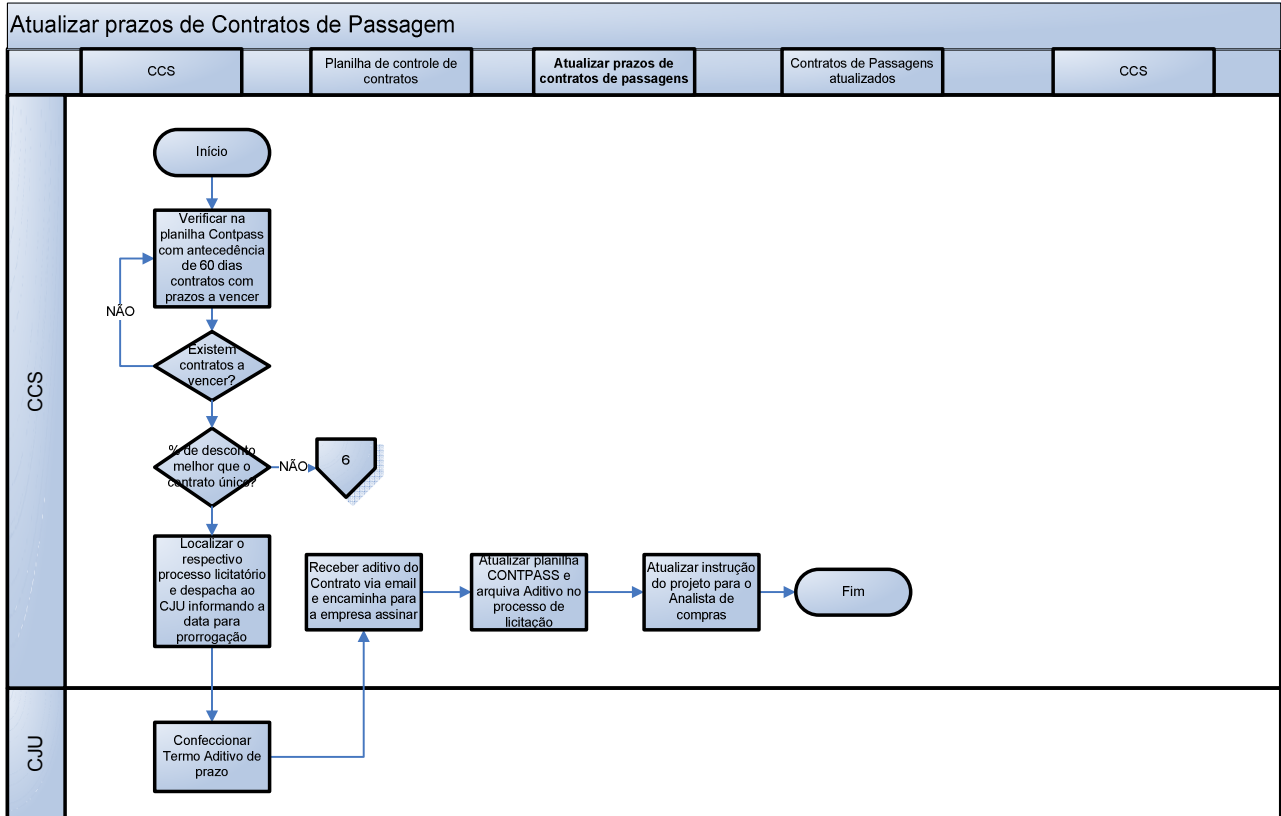 Atualizar prazos de Contratos de Passagem
CCS
Planilha de controle de
contratos
Atualizar prazos de
contratos de passagens
Contratos de Passagens
atualizados
CCS
CCS
Início
Verificar na
planilha Contpass
com antecedência
de 60 dias
contratos com
prazos a vencer
NÃO
Existem
contratos a
vencer?
% de desconto
melhor que o
contrato único?
NÃO
6
Localizar o
respectivo
processo licitatório
e despacha ao
CJU informando a
data para
prorrogação
Receber aditivo do
Contrato via email
e encaminha para
a empresa assinar
Atualizar planilha
CONTPASS e
arquiva Aditivo no
processo de
licitação
Atualizar instrução
do projeto para o
Analista de
compras
Fim
CJU
Confeccionar
Termo Aditivo de
prazo